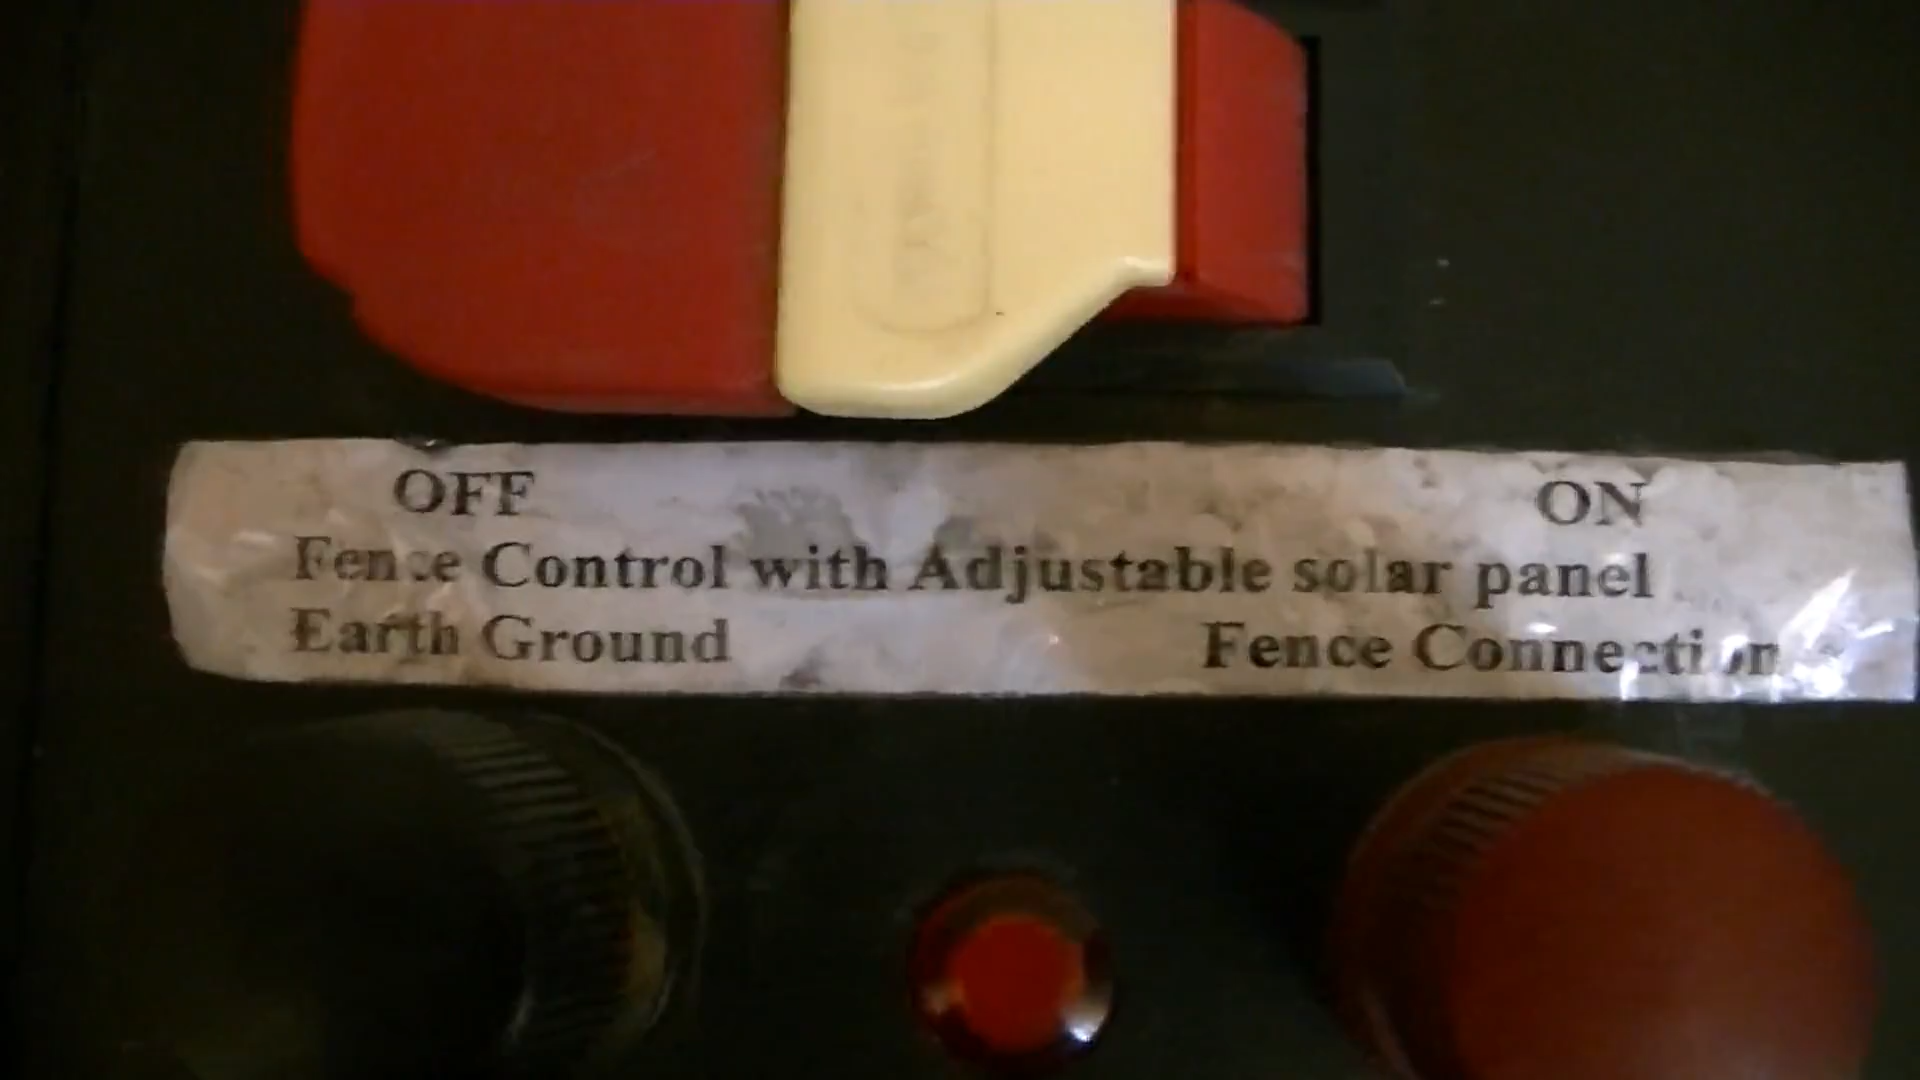 OFF ON
Fence Control with Adjustable solar panel
Earth Ground Fence Connection